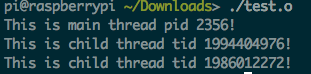 pi@raspberrypi ~/Downloads> ./test.o
This is main thread pid 2356!
This is child thread tid 1994404976!
This is child thread tid 1986012272!